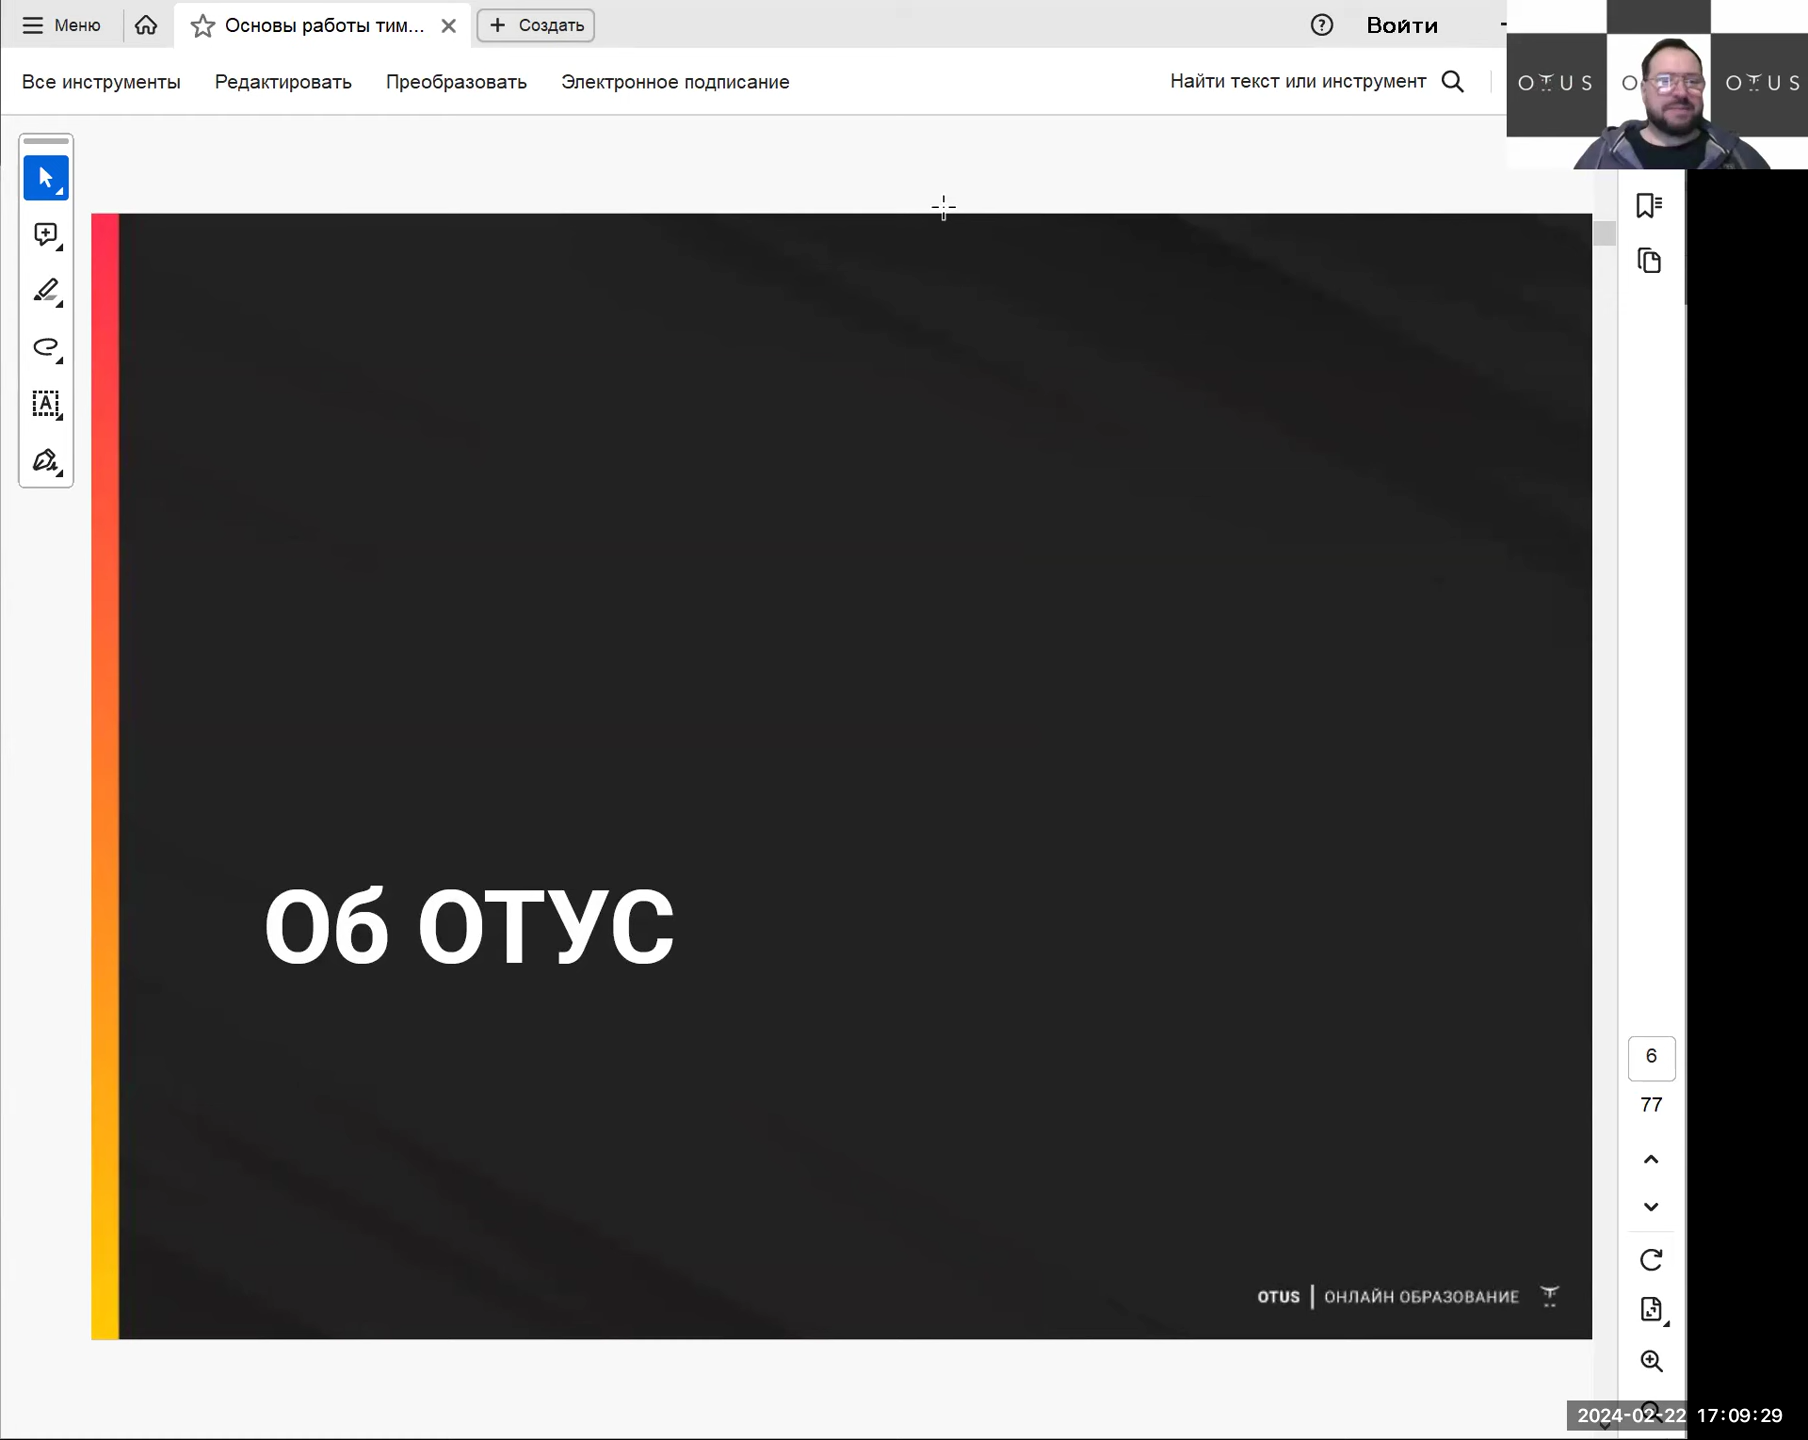 Меню
Основы работы тим...
Создать
Войти
Все инструменты
Редактировать
Преобразовать
Электронное подписание
Найти текст или инструмент
OTUS
OTUS
Об ОТУС
6
77
OTUS | ОНЛАЙН ОБРАЗОВАНИЕ
2024-02-22 17:09:29